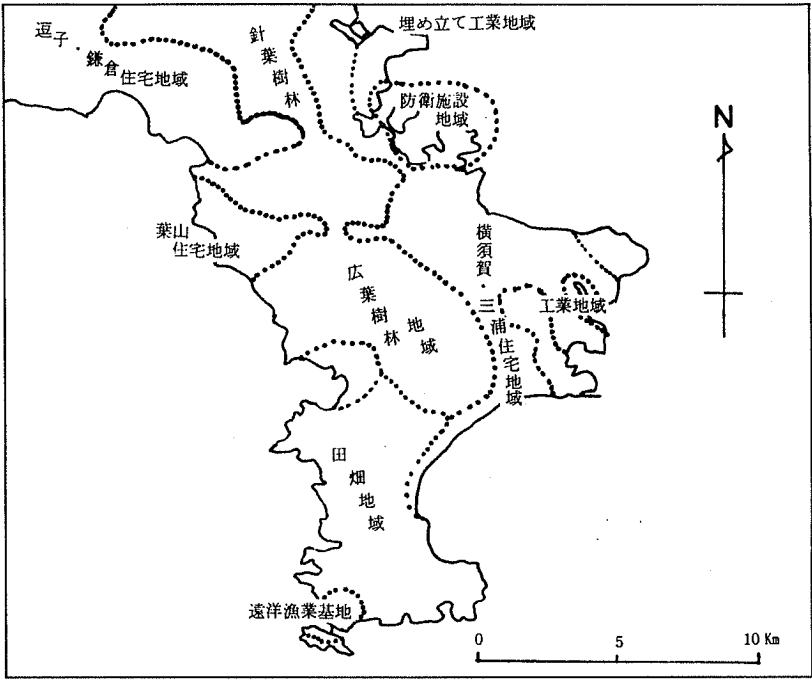 埋め立て工業地域
逗子・鎌倉住宅地域
針葉樹林
防衛施設
地域
N
葉山
住宅地域
横須賀・三浦住宅地域
広葉樹林地域
工業地域
田畑地域
遠洋漁業基地
0 5 10 Km